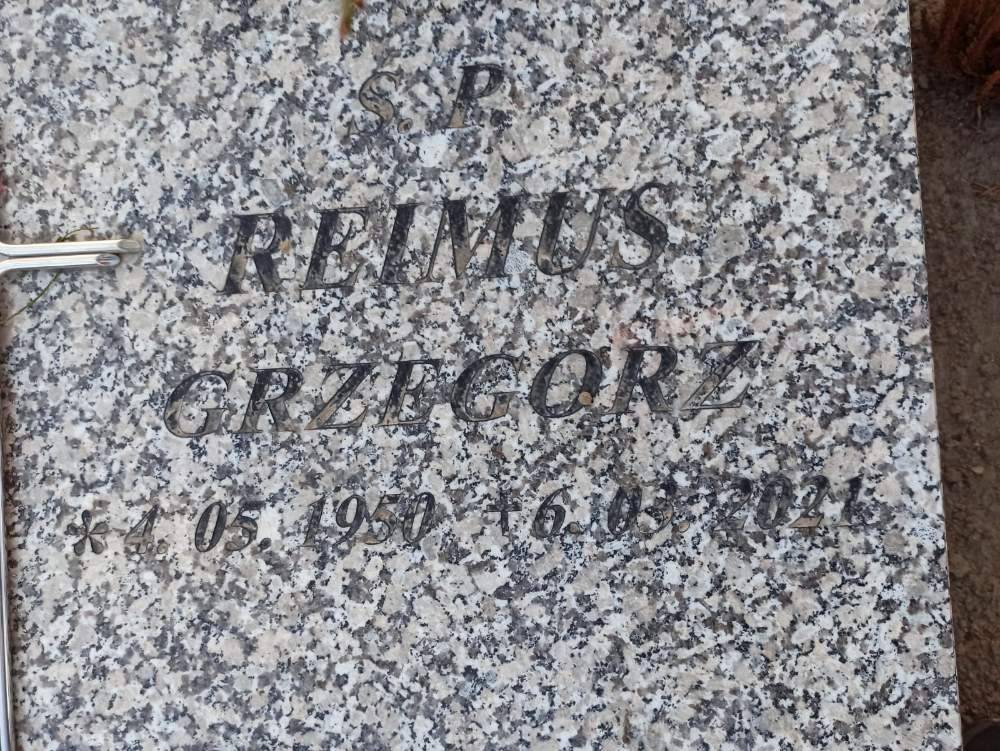 S. P
REIMUS
GRZEGORZ
* 4. 05. 1950 † 6. 03. 2021